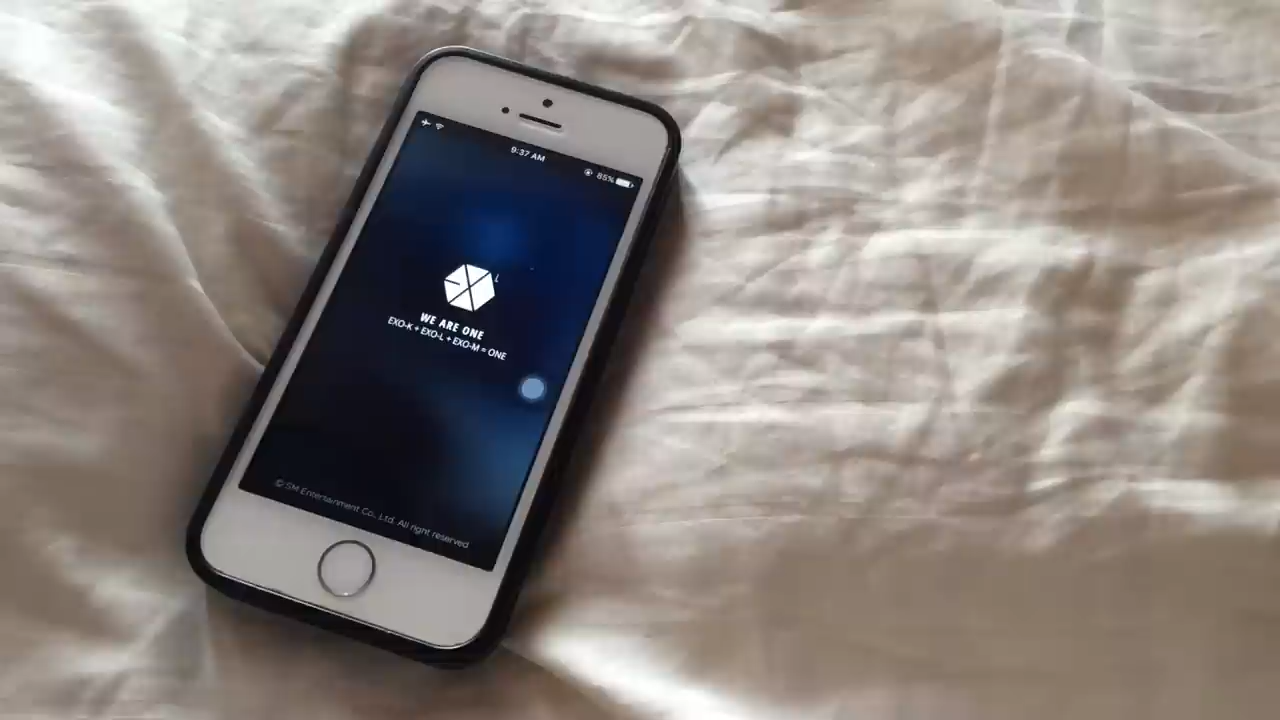 9:37 AM
85%
L
WE ARE ONE
EXO-K + EXO-L + EXO-M = ONE
© SM Entertainment Co., Ltd. All right reserved